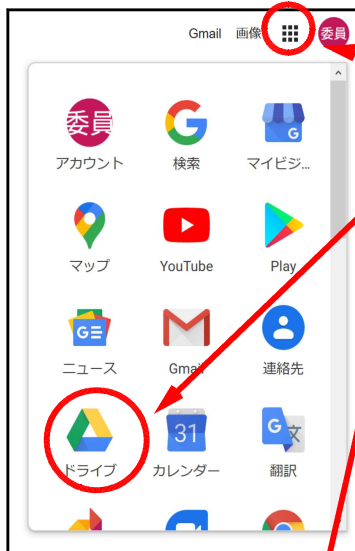 Gmail 画像 委員
委員
アカウント 検索 マイビジ...
マップ YouTube Play
GE
ニュース Gmail 連絡先
31 G 文
ドライブ カレンダー 翻訳